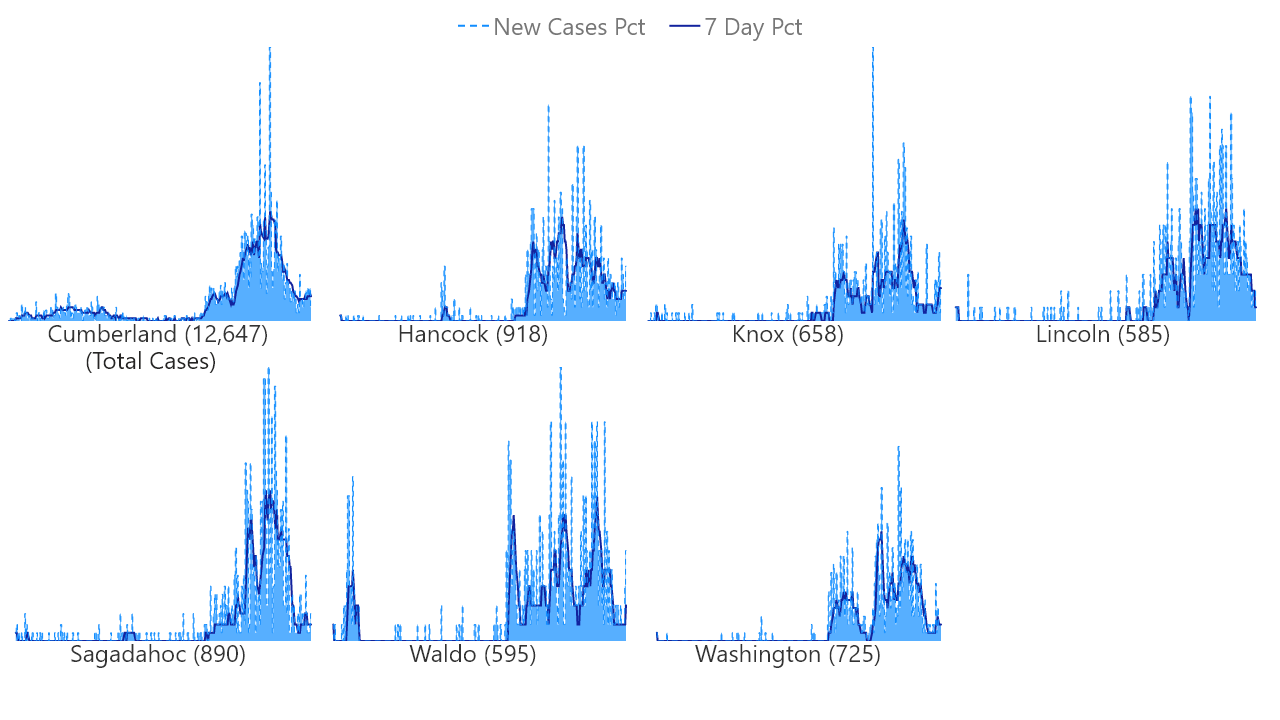 New Cases Pct 7 Day Pct
Cumberland (12,647) Hancock (918) Knox (658) Lincoln (585)
(Total Cases)
Sagadahoc (890) Waldo (595) Washington (725)